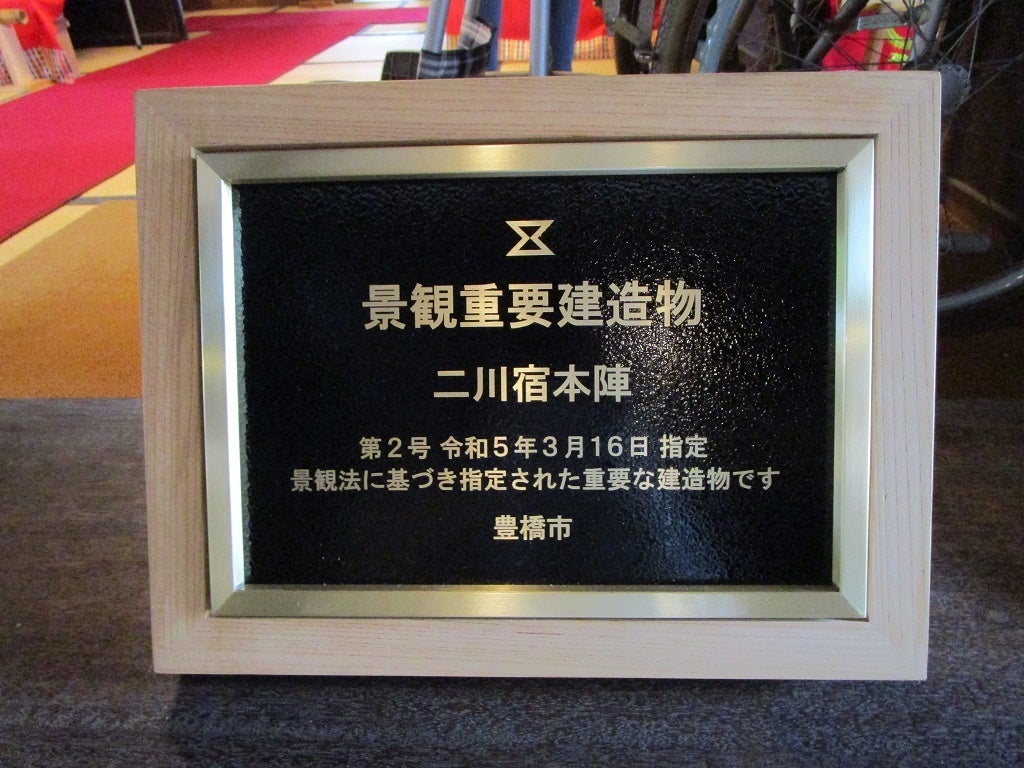 景観重要建造物
二川宿本陣
第２号 令和５年３月16日 指定
景観法に基づき指定された重要な建造物です
豊橋市